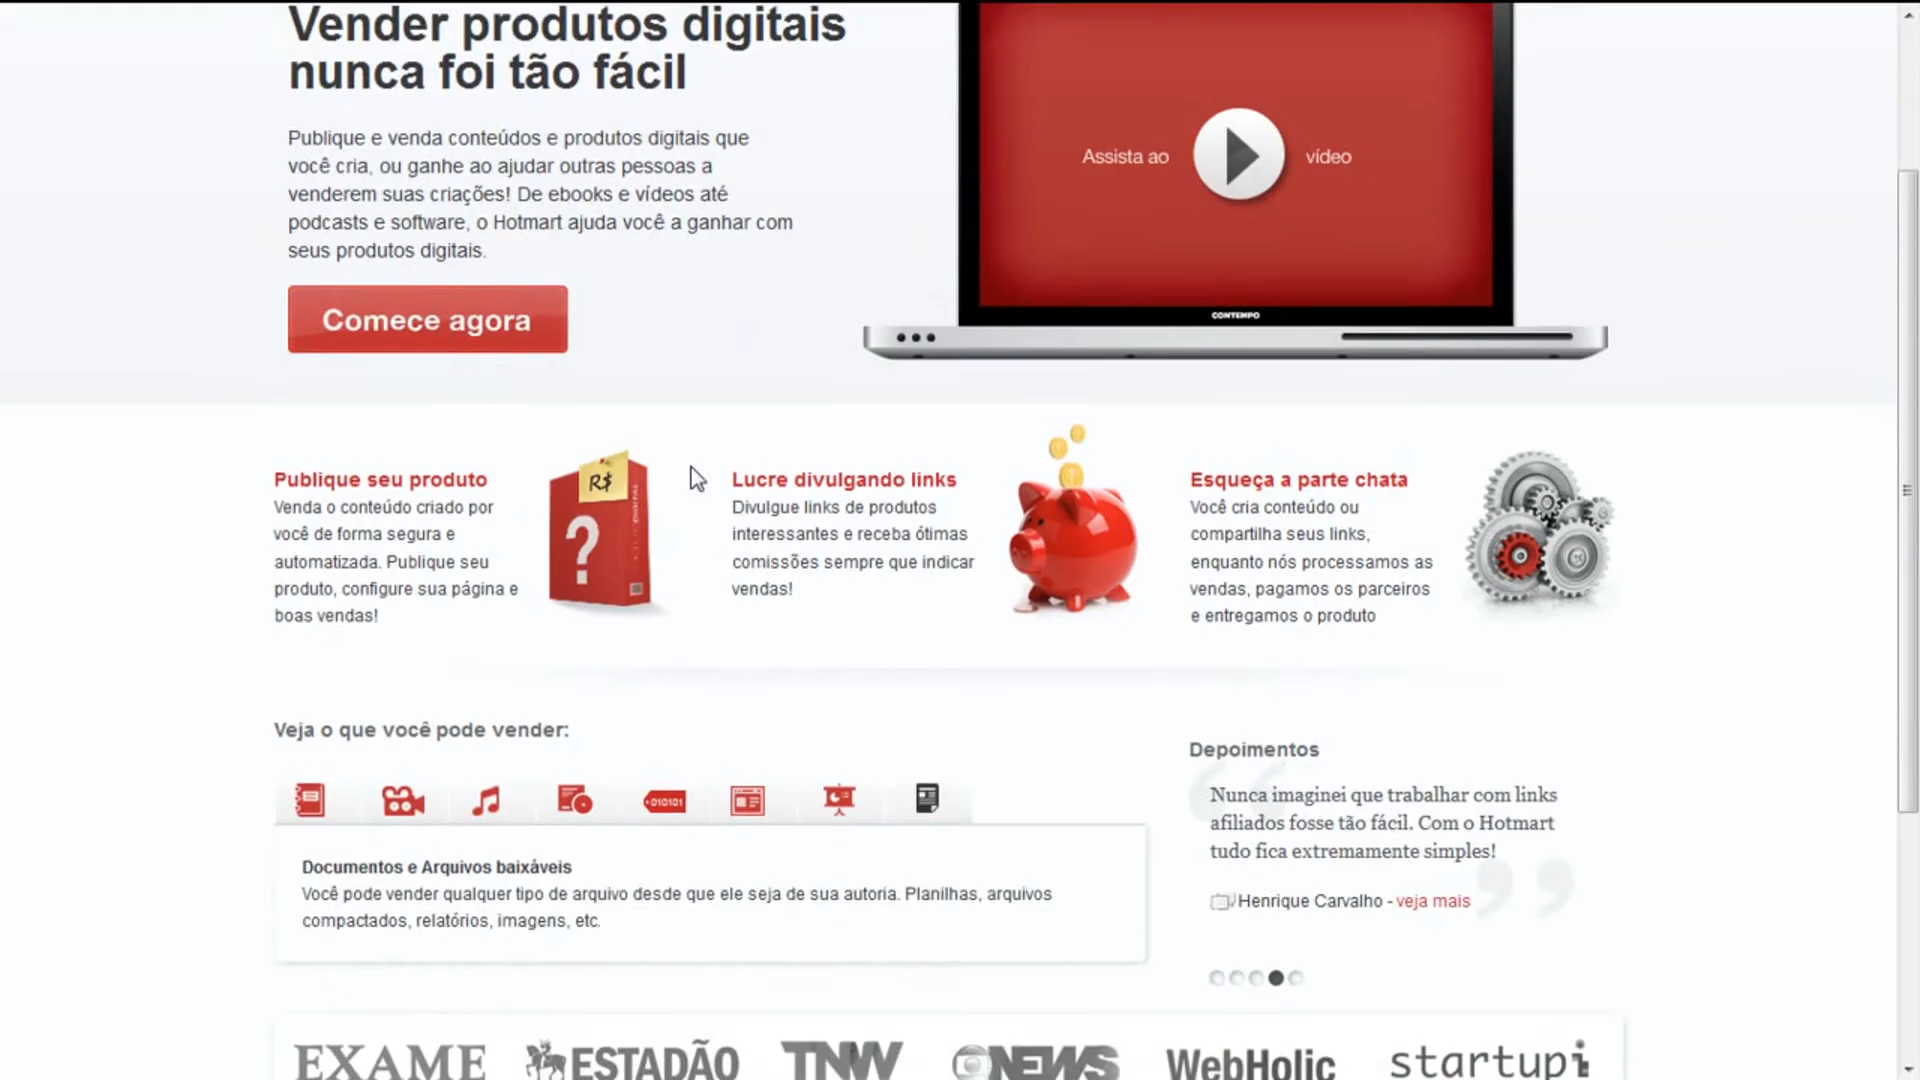 Vender produtos digitais
nunca foi tão fácil
Publique e venda conteúdos e produtos digitais que
você cria, ou ganhe ao ajudar outras pessoas a
venderem suas criações! De ebooks e vídeos até
podcasts e software, o Hotmart ajuda você a ganhar com
seus produtos digitais.
Comece agora
Assista ao vídeo
CONTEMPO
Publique seu produto
Venda o conteúdo criado por
você de forma segura e
automatizada. Publique seu
produto, configure sua página e
boas vendas!
R$
?
DIGITAL
Lucre divulgando links
Divulgue links de produtos
interessantes e receba ótimas
comissões sempre que indicar
vendas!
Esqueça a parte chata
Você cria conteúdo ou
compartilha seus links,
enquanto nós processamos as
vendas, pagamos os parceiros
e entregamos o produto
Veja o que você pode vender:
010101
Documentos e Arquivos baixáveis
Você pode vender qualquer tipo de arquivo desde que ele seja de sua autoria. Planilhas, arquivos
compactados, relatórios, imagens, etc.
Depoimentos
Nunca imaginei que trabalhar com links
afiliados fosse tão fácil. Com o Hotmart
tudo fica extremamente simples!
Henrique Carvalho - veja mais
EXAME ESTADÃO TNW NEWS WebHolic startupi